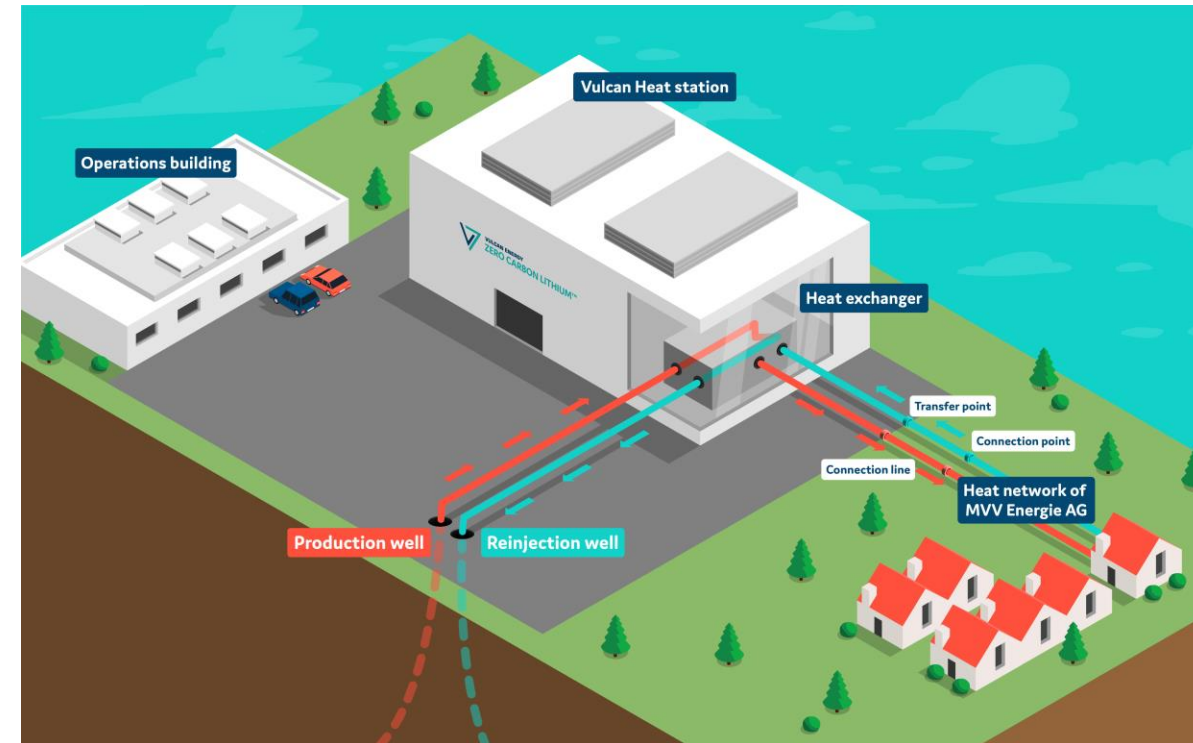 Vulcan Heat station
Operations building
VULCAN ENERGY
ZERO CARBON LITHIUM™
Heat exchanger
Transfer point
Connection point
Connection line
Heat network of
MVV Energie AG
Production well
Reinjection well